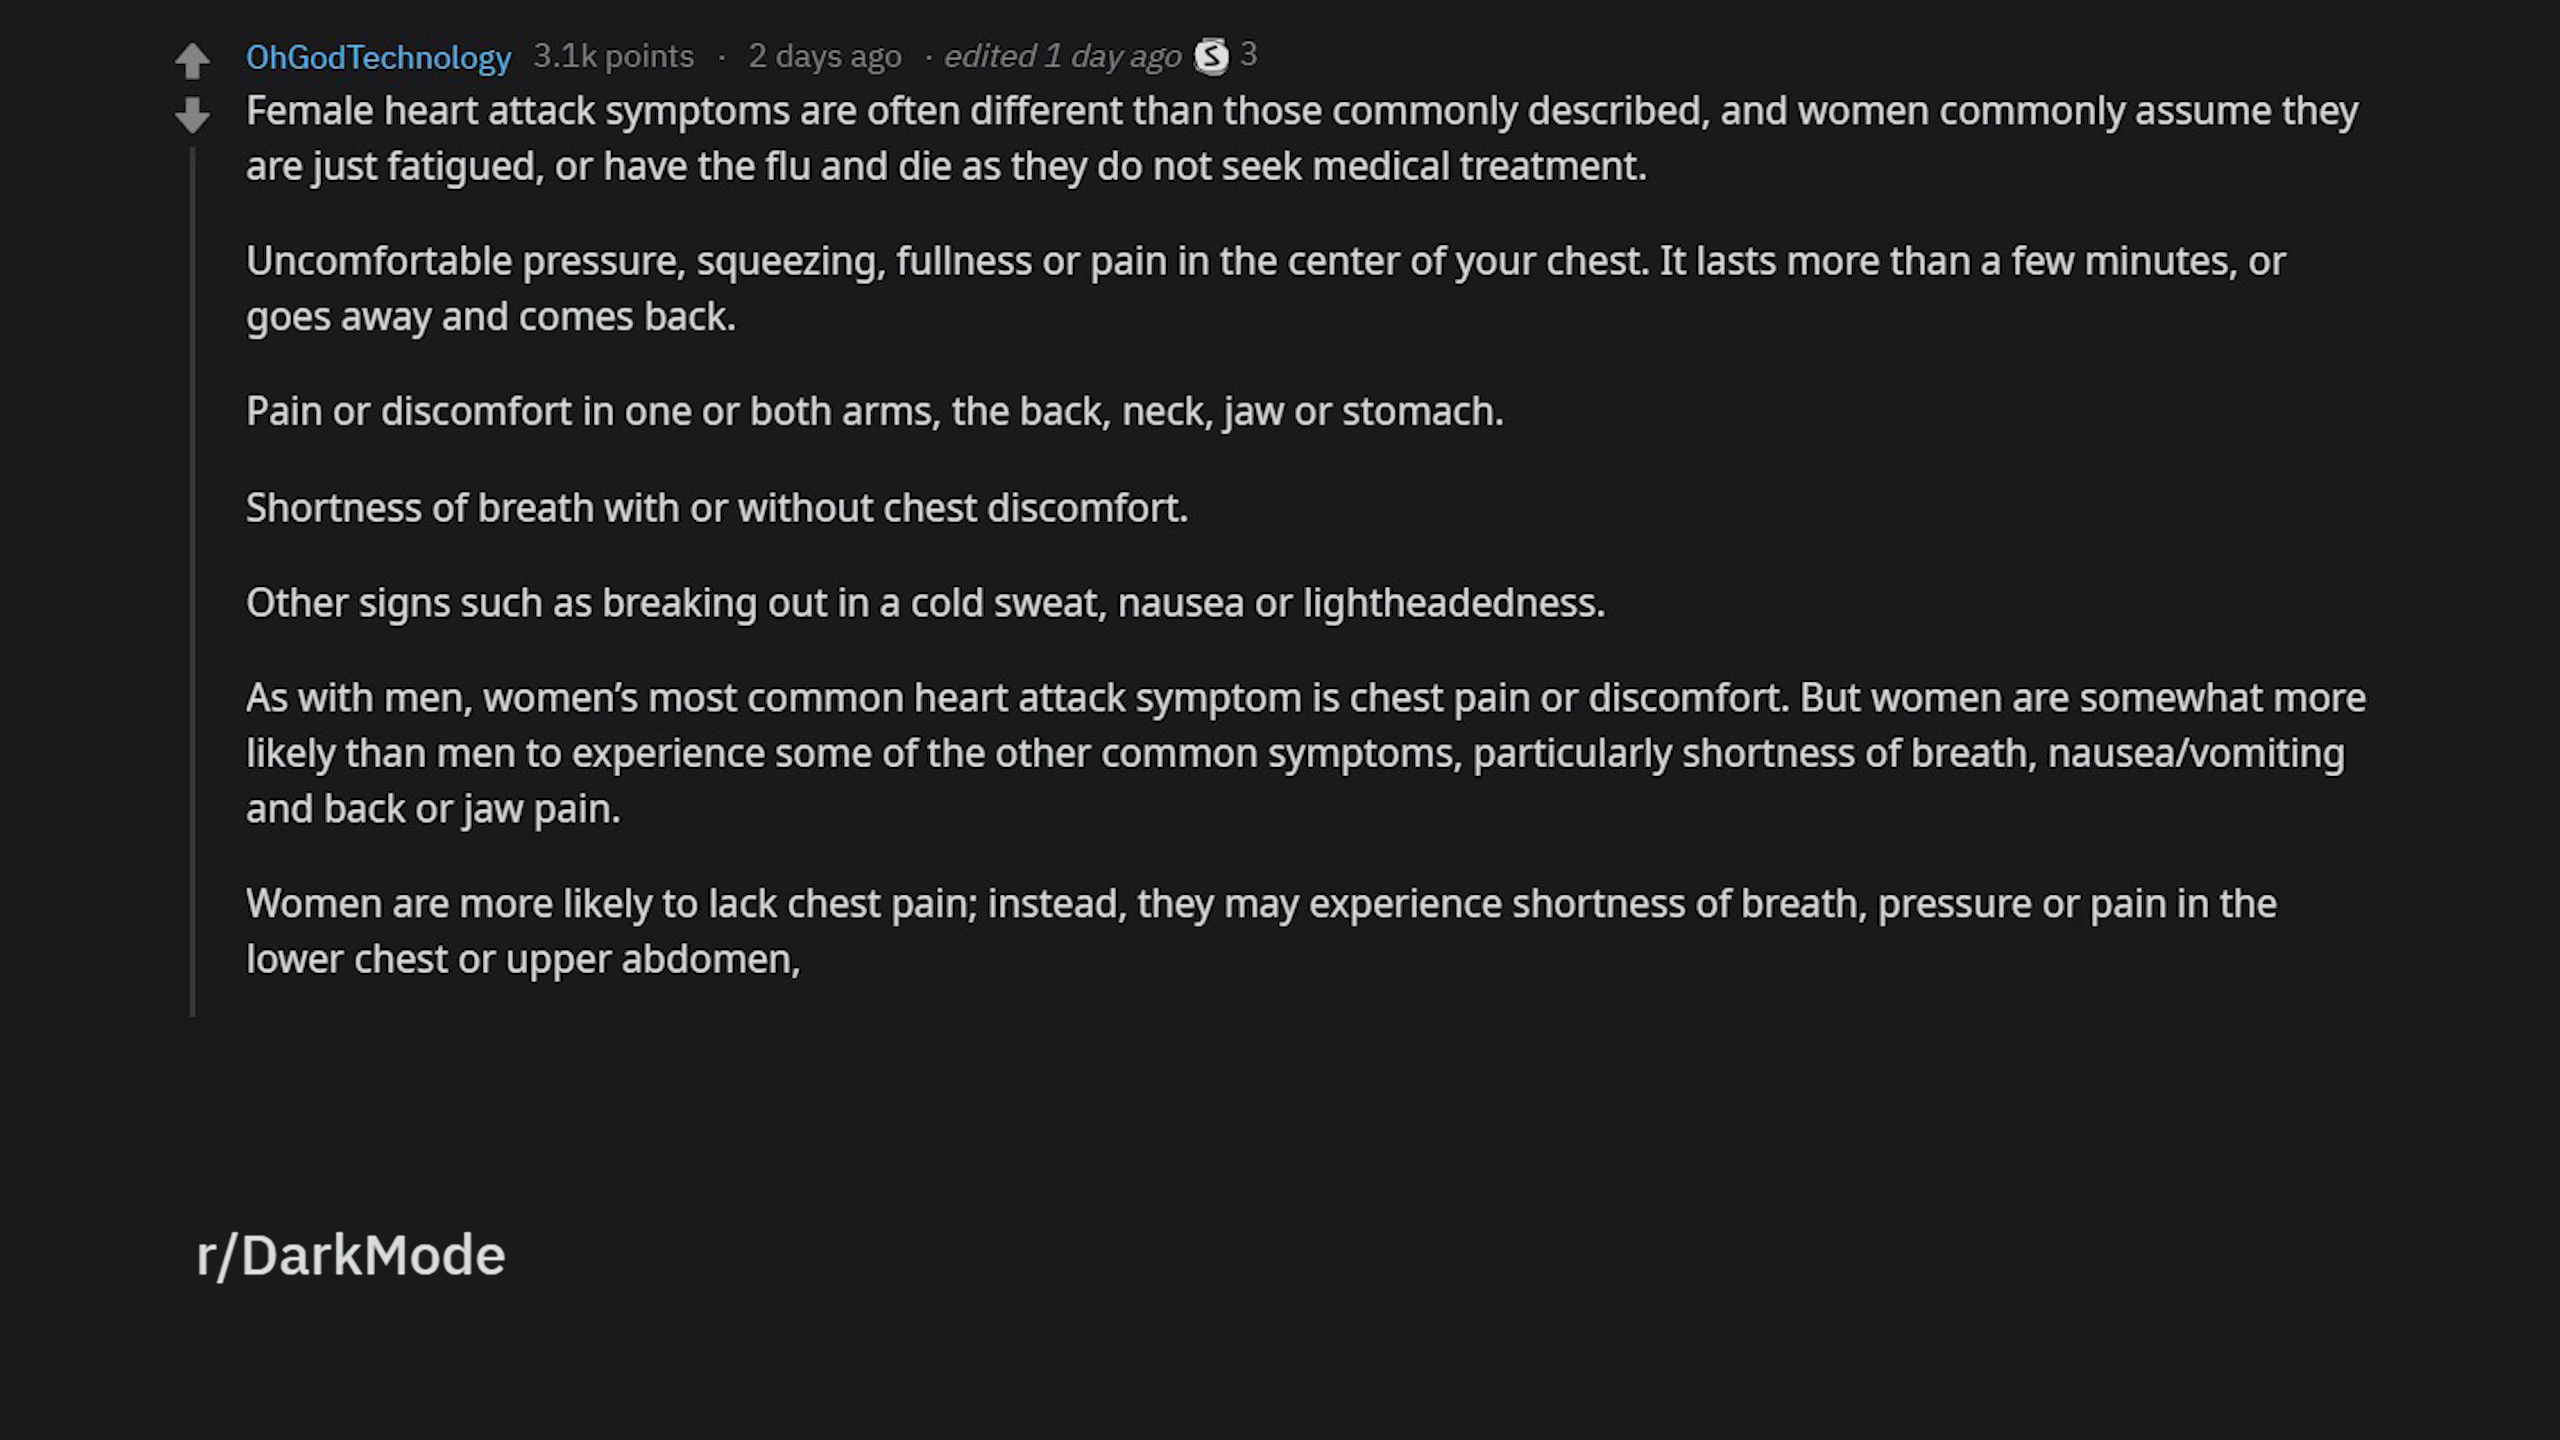 OhGodTechnology 3.1k points · 2 days ago · edited 1 day ago S 3
Female heart attack symptoms are often different than those commonly described, and women commonly assume they
are just fatigued, or have the flu and die as they do not seek medical treatment.
Uncomfortable pressure, squeezing, fullness or pain in the center of your chest. It lasts more than a few minutes, or
goes away and comes back.
Pain or discomfort in one or both arms, the back, neck, jaw or stomach.
Shortness of breath with or without chest discomfort.
Other signs such as breaking out in a cold sweat, nausea or lightheadedness.
As with men, women’s most common heart attack symptom is chest pain or discomfort. But women are somewhat more
likely than men to experience some of the other common symptoms, particularly shortness of breath, nausea/vomiting
and back or jaw pain.
Women are more likely to lack chest pain; instead, they may experience shortness of breath, pressure or pain in the
lower chest or upper abdomen,
r/DarkMode